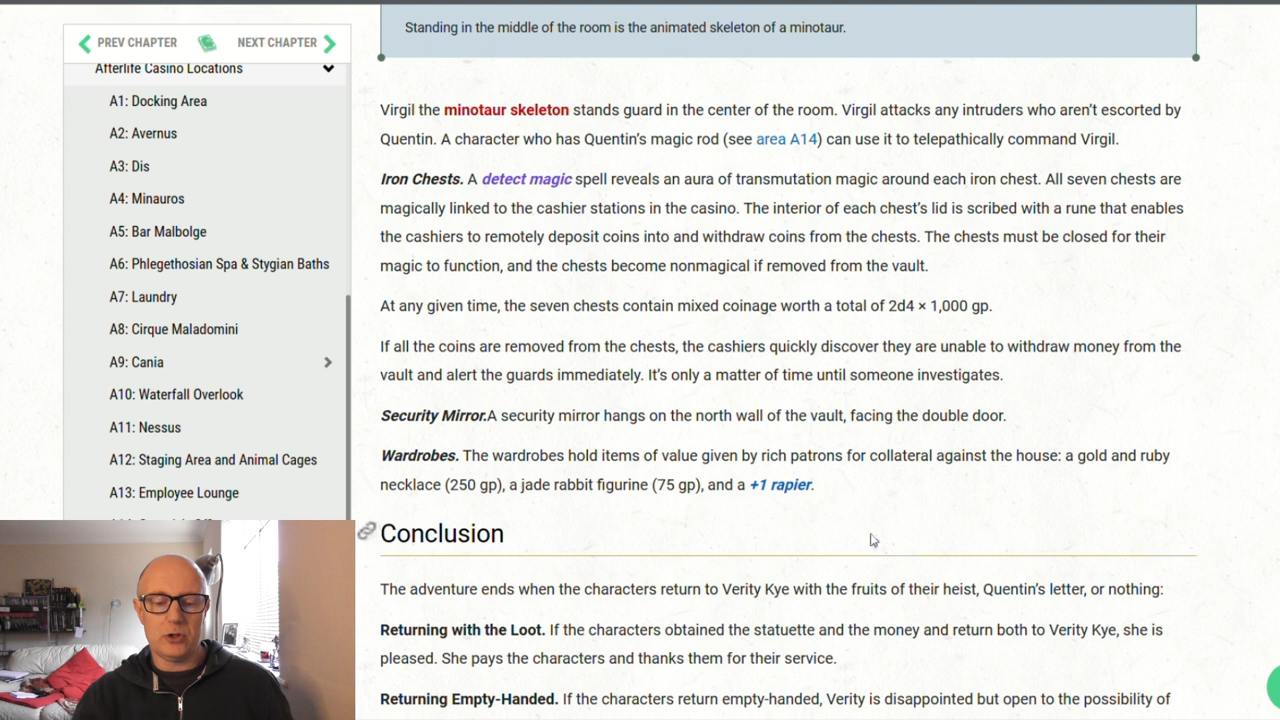 PREV CHAPTER
NEXT CHAPTER
Afterlife Casino Locations
A1: Docking Area
A2: Avernus
A3: Dis
A4: Minauros
A5: Bar Malbolge
A6: Phlegethosian Spa & Stygian Baths
A7: Laundry
A8: Cirque Maladomini
A9: Cania
A10: Waterfall Overlook
A11: Nessus
A12: Staging Area and Animal Cages
A13: Employee Lounge
Standing in the middle of the room is the animated skeleton of a minotaur.
Virgil the minotaur skeleton stands guard in the center of the room. Virgil attacks any intruders who aren’t escorted by
Quentin. A character who has Quentin’s magic rod (see area A14) can use it to telepathically command Virgil.
Iron Chests. A detect magic spell reveals an aura of transmutation magic around each iron chest. All seven chests are
magically linked to the cashier stations in the casino. The interior of each chest’s lid is scribed with a rune that enables
the cashiers to remotely deposit coins into and withdraw coins from the chests. The chests must be closed for their
magic to function, and the chests become nonmagical if removed from the vault.
At any given time, the seven chests contain mixed coinage worth a total of 2d4 × 1,000 gp.
If all the coins are removed from the chests, the cashiers quickly discover they are unable to withdraw money from the
vault and alert the guards immediately. It’s only a matter of time until someone investigates.
Security Mirror.A security mirror hangs on the north wall of the vault, facing the double door.
Wardrobes. The wardrobes hold items of value given by rich patrons for collateral against the house: a gold and ruby
necklace (250 gp), a jade rabbit figurine (75 gp), and a +1 rapier.
Conclusion
The adventure ends when the characters return to Verity Kye with the fruits of their heist, Quentin’s letter, or nothing:
Returning with the Loot. If the characters obtained the statuette and the money and return both to Verity Kye, she is
pleased. She pays the characters and thanks them for their service.
Returning Empty-Handed. If the characters return empty-handed, Verity is disappointed but open to the possibility of